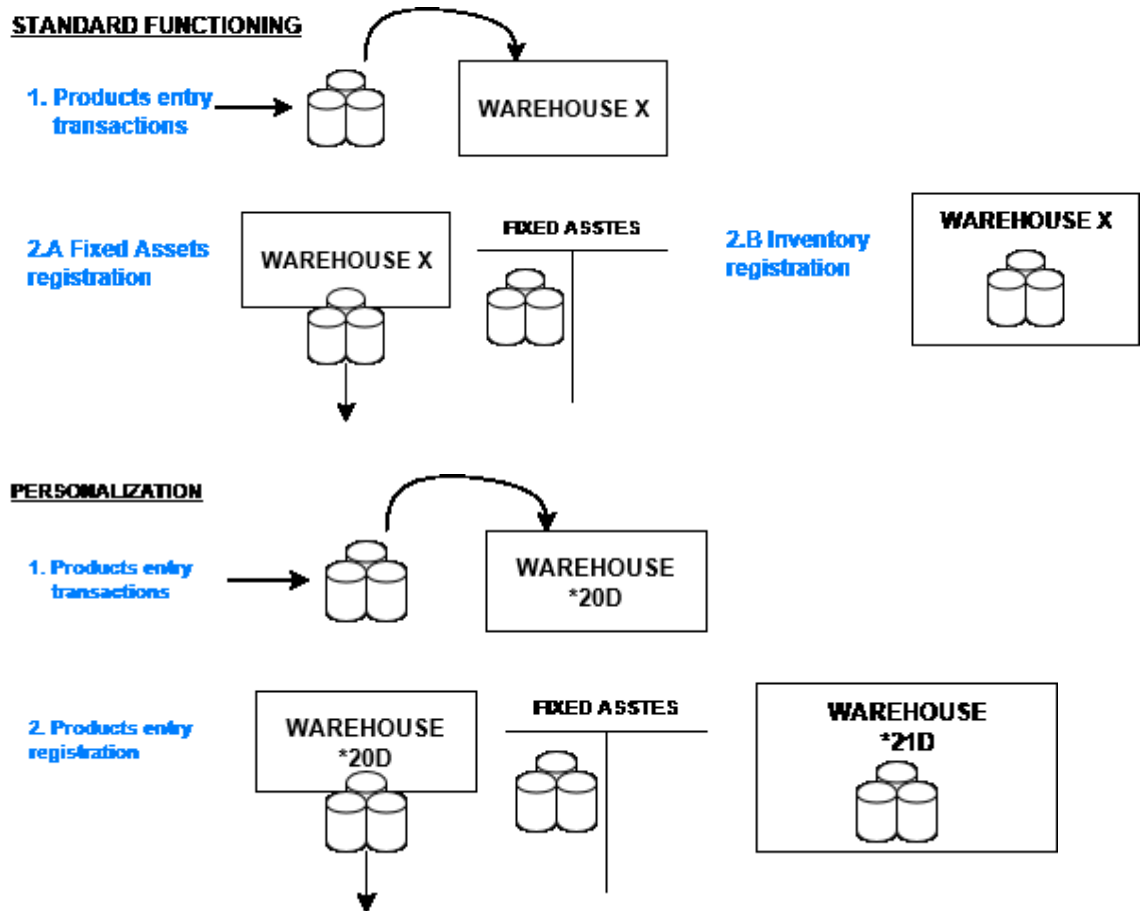 STANDARD FUNCTIONING
1. Products entry
transactions
WAREHOUSE X
2.A Fixed Assets
registration
WAREHOUSE X
FIXED ASSTES
2.B Inventory
registration
WAREHOUSE X
PERSONALIZATION
1. Products entry
transactions
WAREHOUSE
*20D
2. Products entry
registration
WAREHOUSE
*20D
FIXED ASSTES
WAREHOUSE
*21D